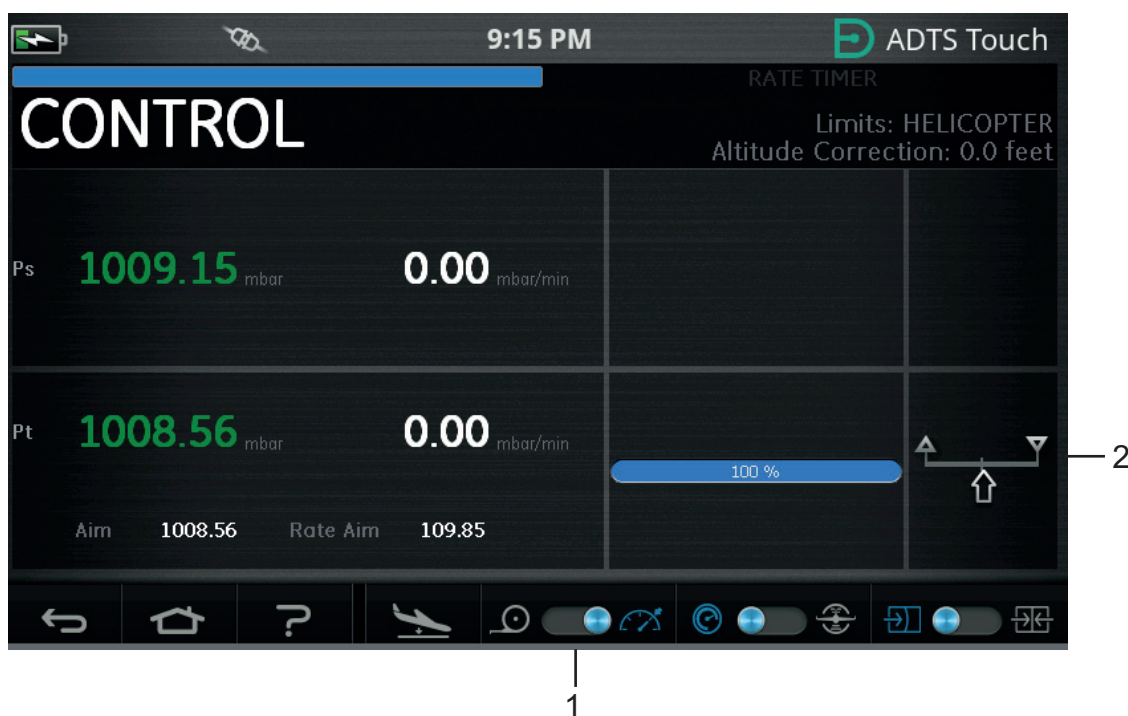 9:15 PM
ADTS Touch
RATE TIMER
CONTROL
Limits: HELICOPTER
Altitude Correction: 0.0 feet
Ps 1009.15 mbar 0.00 mbar/min
Pt 1008.56 mbar 0.00 mbar/min
100 %
Aim 1008.56 Rate Aim 109.85
2
1